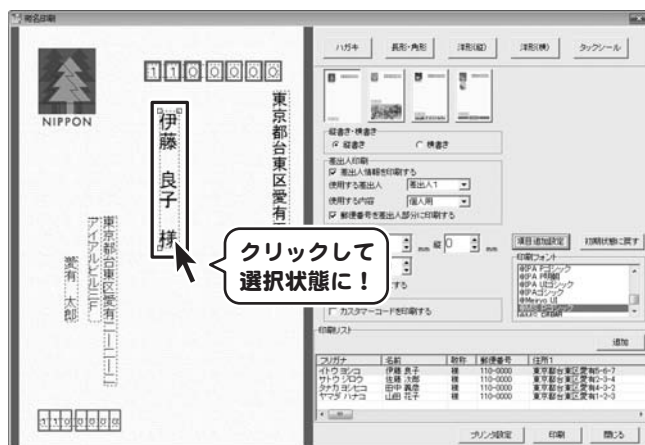 宛名印刷
NIPPON
1100000
東京都台東区愛有
伊藤 良子 様
東京都台東区愛有二ー二ー二
アイアルビル二F
愛有 太郎
1100000
クリックして
選択状態に!
ハガキ
長形・角形
洋形(縦)
洋形(横)
タックシール
縦書き・横書き
縦書き
横書き
差出人印刷
差出人情報を印刷する
使用する差出人
差出人1
使用する内容
個人用
郵便番号を差出人部分に印刷する
mm 縦 0 mm
項目追加設定
初期状態に戻す
印刷フォント
@IPA Pゴシック
@IPA P明朝
@IPA UIゴシック
@IPAゴシック
@Meiryo UI
する
カスタマーコードを印刷する
印刷リスト
追加
フリガナ 名前 敬称 郵便番号 住所1
イトウ ヨシコ 伊藤 良子 様 110-0000 東京都台東区愛有5-6-7
サトウ ジロウ 佐藤 次郎 様 110-0000 東京都台東区愛有2-3-4
タナカ ヨシヒコ 田中 義彦 様 110-0000 東京都台東区愛有4-3-2
ヤマダ ハナコ 山田 花子 様 110-0000 東京都台東区愛有1-2-3
プリンタ設定
印刷
閉じる